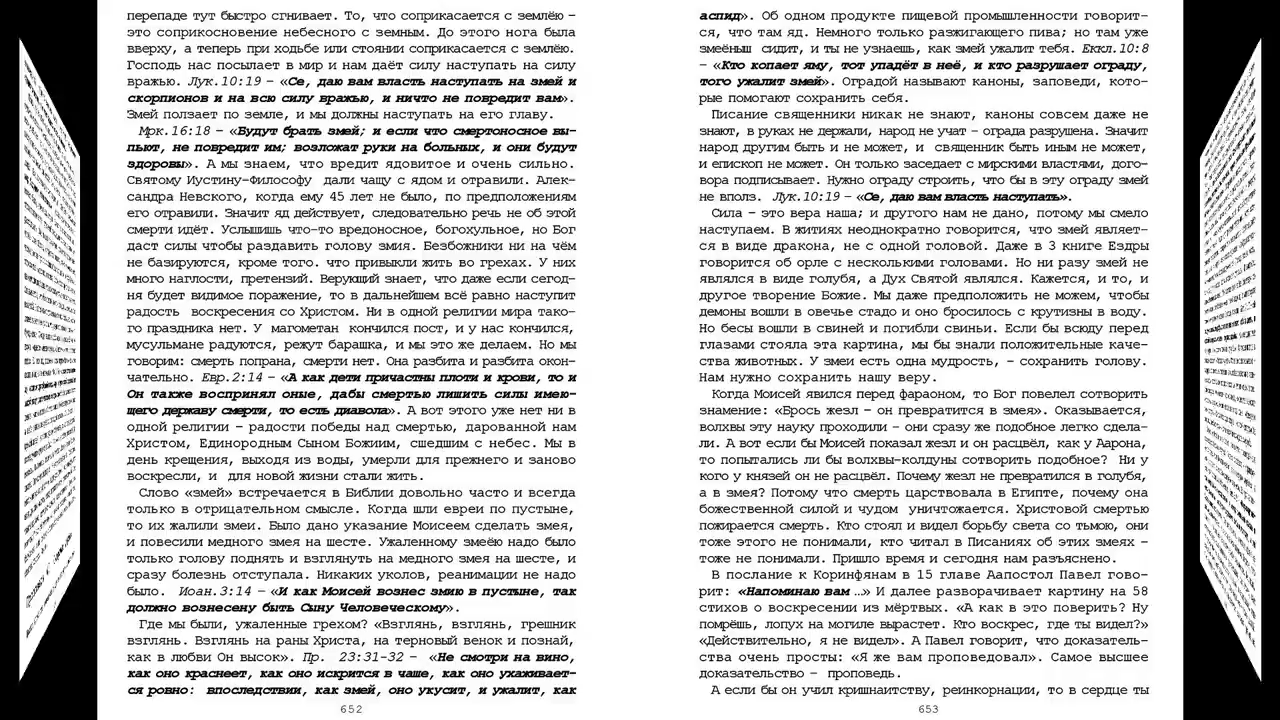 перепаде тут быстро сгнивает. То, что соприкасается с землёю –
это соприкосновение небесного с земным. До этого нога была
вверху, а теперь при ходьбе или стоянии соприкасается с землёю.
Господь нас посылает в мир и нам даёт силу наступать на силу
вражью. Лук.10:19 – «Се, даю вам власть наступать на змей и
скорпионов и на всю силу вражью, и ничто не повредит вам».
Змей ползает по земле, и мы должны наступать на его главу.
Мрк.16:18 – «Будут брать змей; и если что смертоносное вы-
пьют, не повредит им; возложат руки на больных, и они будут
здоровы». А мы знаем, что вредит ядовитое и очень сильно.
Святому Иустину-Философу дали чащу с ядом и отравили. Алек-
сандра Невского, когда ему 45 лет не было, по предположениям
его отравили. Значит яд действует, следовательно речь не об этой
смерти идёт. Услышишь что-то вредоносное, богохульное, но Бог
даст силы чтобы раздавить голову змия. Безбожники ни на чём
не базируются, кроме того. что привыкли жить во грехах. У них
много наглости, претензий. Верующий знает, что даже если сегод-
ня будет видимое поражение, то в дальнейшем всё равно наступит
радость воскресения со Христом. Ни в одной религии мира тако-
го праздника нет. У магометан кончился пост, и у нас кончился,
мусульмане радуются, режут барашка, и мы это же делаем. Но мы
говорим: смерть попрана, смерти нет. Она разбита и разбита окон-
чательно. Евр.2:14 – «А как дети причастны плоти и крови, то и
Он также воспринял оные, дабы смертью лишить силы имею-
щего державу смерти, то есть диавола». А вот этого уже нет ни в
одной религии – радости победы над смертью, дарованной нам
Христом, Единородным Сыном Божиим, сшедшим с небес. Мы в
день крещения, выходя из воды, умерли для прежнего и заново
воскресли, и для новой жизни стали жить.
Слово «змей» встречается в Библии довольно часто и всегда
только в отрицательном смысле. Когда шли евреи по пустыне,
то их жалили змеи. Было дано указание Моисеем сделать змея,
и повесили медного змея на шесте. Ужаленному змеёю надо было
только голову поднять и взглянуть на медного змея на шесте, и
сразу болезнь отступала. Никаких уколов, реанимации не надо
было. Иоан.3:14 – «И как Моисей вознес змию в пустыне, так
должно вознесену быть Сыну Человеческому».
Где мы были, ужаленные грехом? «Взглянь, взглянь, грешник
взглянь. Взглянь на раны Христа, на терновый венок и познай,
как в любви Он высок». Пр. 23:31-32 – «Не смотри на вино,
как оно краснеет, как оно искрится в чаше, как оно ухаживает-
ся ровно: впоследствии, как змей, оно укусит, и ужалит, как
652
аспид». Об одном продукте пищевой промышленности говорит-
ся, что там яд. Немного только разжигающего пива; но там уже
змеёныш сидит, и ты не узнаешь, как змей ужалит тебя. Еккл.10:8
– «Кто копает яму, тот упадёт в неё, и кто разрушает ограду,
того ужалит змей». Оградой называют каноны, заповеди, кото-
рые помогают сохранить себя.
Писание священники никак не знают, каноны совсем даже не
знают, в руках не держали, народ не учат – ограда разрушена. Значит
народ другим быть и не может, и священник быть иным не может,
и епископ не может. Он только заседает с мирскими властями, дого-
вора подписывает. Нужно ограду строить, что бы в эту ограду змей
не вполз. Лук.10:19 – «Се, даю вам власть наступать».
Сила – это вера наша; и другого нам не дано, потому мы смело
наступаем. В житиях неоднократно говорится, что змей являет-
ся в виде дракона, не с одной головой. Даже в 3 книге Ездры
говорится об орле с несколькими головами. Но ни разу змей не
являлся в виде голубя, а Дух Святой являлся. Кажется, и то, и
другое творение Божие. Мы даже предположить не можем, чтобы
демоны вошли в овечье стадо и оно бросилось с крутизны в воду.
Но бесы вошли в свиней и погибли свиньи. Если бы всюду перед
глазами стояла эта картина, мы бы знали положительные каче-
ства животных. У змеи есть одна мудрость, – сохранить голову.
Нам нужно сохранить нашу веру.
Когда Моисей явился перед фараоном, то Бог повелел сотворить
знамение: «Брось жезл – он превратится в змея». Оказывается,
волхвы эту науку проходили – они сразу же подобное легко сдела-
ли. А вот если бы Моисей показал жезл и он расцвёл, как у Аарона,
то попытались ли бы волхвы-колдуны сотворить подобное? Ни у
кого у князей он не расцвёл. Почему жезл не превратился в голубя,
а в змея? Потому что смерть царствовала в Египте, почему она
божественной силой и чудом уничтожается. Христовой смертью
пожирается смерть. Кто стоял и видел борьбу света со тьмою, они
тоже этого не понимали, кто читал в Писаниях об этих змеях –
тоже не понимали. Пришло время и сегодня нам разъяснено.
В послание к Коринфянам в 15 главе Аапостол Павел гово-
рит: «Напоминаю вам …» И далее разворачивает картину на 58
стихов о воскресении из мёртвых. «А как в это поверить? Ну
помрёшь, лопух на могиле вырастет. Кто воскрес, где ты видел?»
«Действительно, я не видел». А Павел говорит, что доказатель-
ства очень просты: «Я же вам проповедовал». Самое высшее
доказательство – проповедь.
А если бы он учил кришнаитству, реинкорнации, то в сердце ты
653